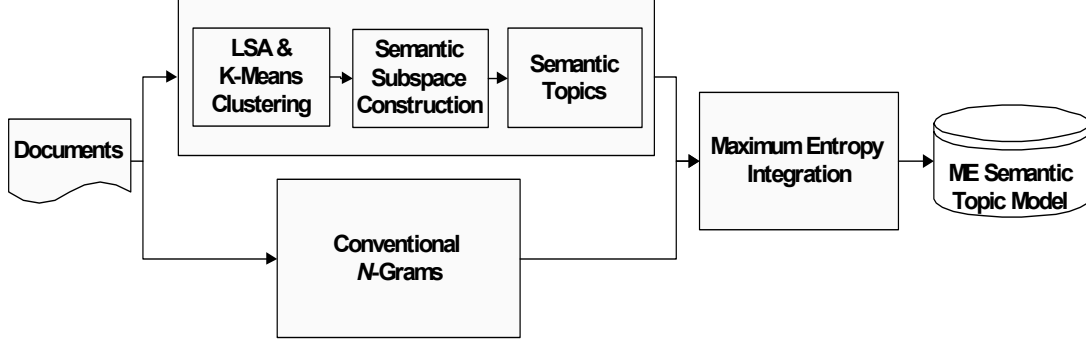 Documents
LSA &
K-Means
Clustering
Semantic
Subspace
Construction
Semantic
Topics
Conventional
N-Grams
Maximum Entropy
Integration
ME Semantic
Topic Model